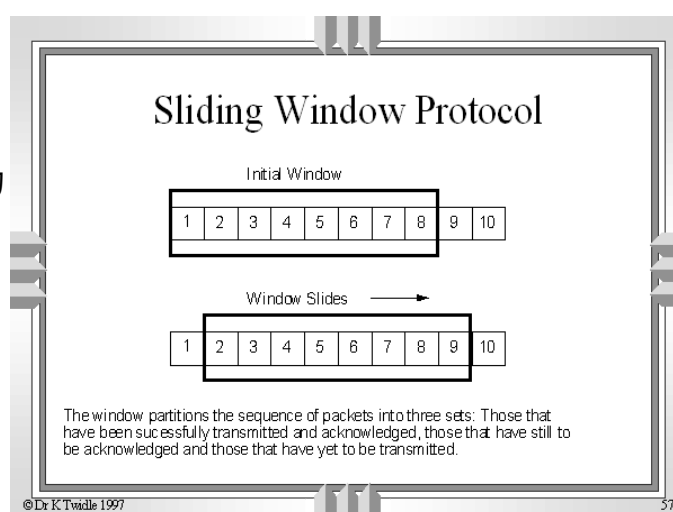 Sliding Window Protocol
Initial Window
1 2 3 4 5 6 7 8 9 10
Window Slides
1 2 3 4 5 6 7 8 9 10
The window partitions the sequence of packets into three sets: Those that
have been sucessfully transmitted and acknowledged, those that have still to
be acknowledged and those that have yet to be transmitted.
© Dr K Twidle 1997
57